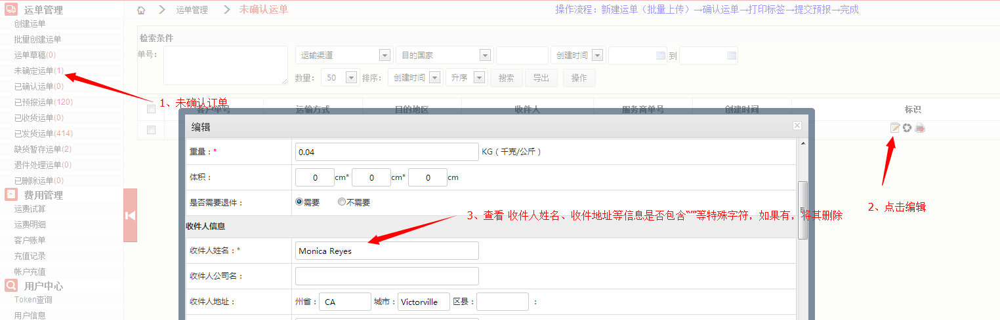 运单管理
创建运单
批量创建运单
运单草稿(0)
未确定运单(1)
已确认运单(0)
已预报运单(120)
已收货运单(0)
已发货运单(414)
缺货暂存运单(2)
退件处理运单(0)
已删除运单(0)
费用管理
运费试算
运费明细
客户账单
充值记录
帐户充值
用户中心
Token查询
用户信息
运单管理 未确认运单
操作流程：新建运单（批量上传）→确认运单→打印标签→提交预报→完成
检索条件
单号： 运输渠道 目的国家 创建时间 到
数量： 50 排序： 创建时间 升序 搜索 导出 操作
1、未确认订单
客户单号 运输方式 目的地区 收件人 服务商单号 创建时间 标识
编辑
重量：* 0.04 KG（千克/公斤）
体积： 0 cm* 0 cm* 0 cm
是否需要退件： 需要 不需要
2、点击编辑
3、查看 收件人姓名、收件地址等信息是否包含“”等特殊字符，如果有，将其删除
收件人信息
收件人姓名：* Monica Reyes
收件人公司名：
收件人地址： 州省： CA 城市： Victorville 区县： ：